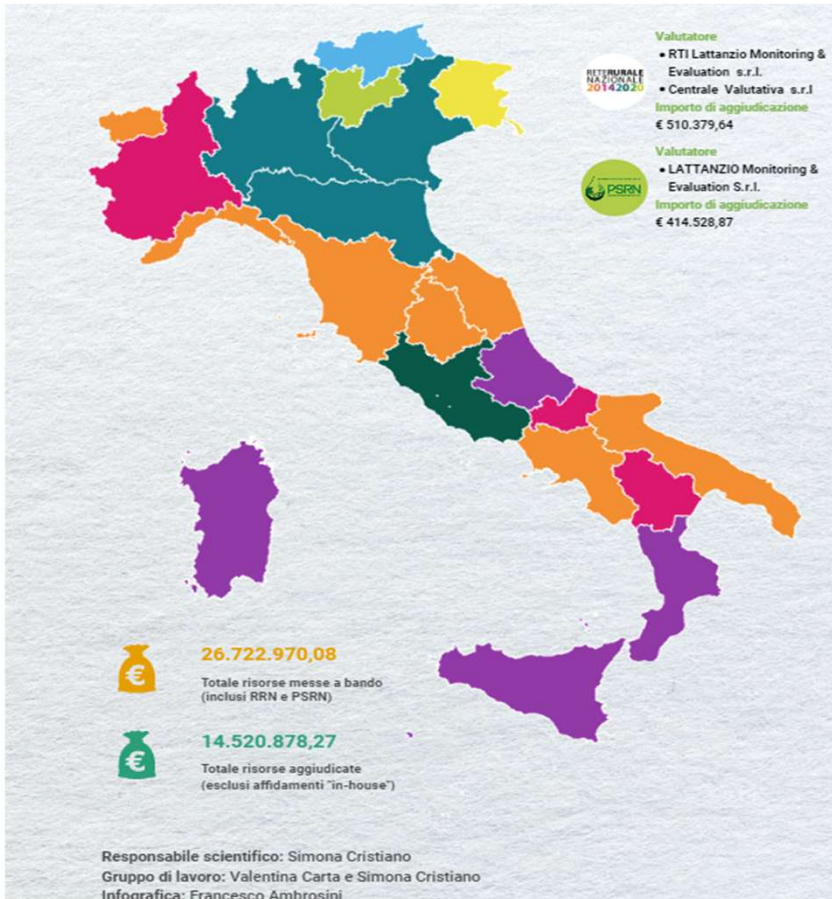 Valutatore
• RTI Lattanzio Monitoring &
Evaluation s.r.l.
• Centrale Valutativa s.r.l
Importo di aggiudicazione
€ 510.379,64
RETERURALE
NAZIONALE
20142020
Valutatore
• LATTANZIO Monitoring &
Evaluation S.r.l.
Importo di aggiudicazione
€ 414.528,87
PSRN
26.722.970,08
Totale risorse messe a bando
(inclusi RRN e PSRN)
14.520.878,27
Totale risorse aggiudicate
(esclusi affidamenti "in-house")
Responsabile scientifico: Simona Cristiano
Gruppo di lavoro: Valentina Carta e Simona Cristiano
Infografica: Francesco Ambrosini